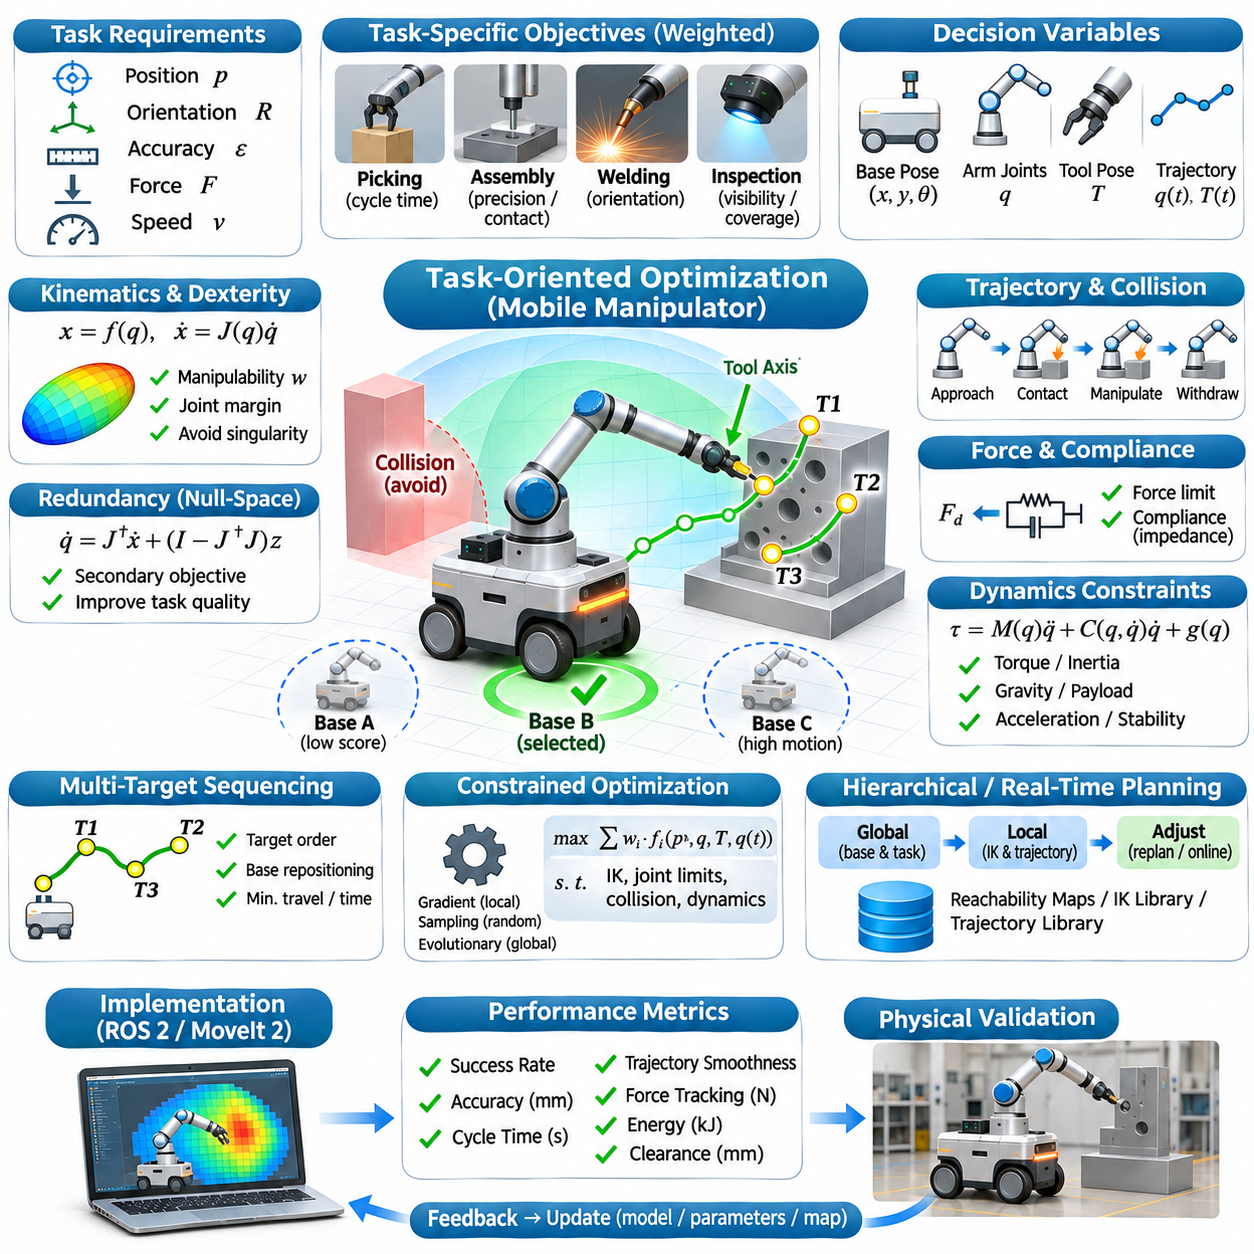 Task Requirements
Position p
Orientation R
Accuracy ε
Force F
Speed v
Task-Specific Objectives (Weighted)
Picking
(cycle time)
Assembly
(precision /
contact)
Welding
(orientation)
Inspection
(visibility /
coverage)
Decision Variables
Base Pose
(x, y, θ)
Arm Joints
q
Tool Pose
T
Trajectory
q(t), T(t)
Kinematics & Dexterity
x = f(q), ẋ = J(q)q̇
Manipulability w
Joint margin
Avoid singularity
Redundancy (Null-Space)
q̇ = J†ẋ + (I − J†J)z
Secondary objective
Improve task quality
Task-Oriented Optimization
(Mobile Manipulator)
Tool Axis
T1
T2
T3
Collision
(avoid)
Base A
(low score)
Base B
(selected)
Base C
(high motion)
Trajectory & Collision
Approach
Contact
Manipulate
Withdraw
Force & Compliance
F_d
Force limit
Compliance
(impedance)
Dynamics Constraints
τ = M(q)q̈ + C(q, q̇)q̇ + g(q)
Torque / Inertia
Gravity / Payload
Acceleration / Stability
Multi-Target Sequencing
T1
T2
T3
Target order
Base repositioning
Min. travel / time
Constrained Optimization
Gradient (local)
Sampling (random)
Evolutionary (global)
max ∑ w_i · f_i(p, q, T, q(t))
s. t. IK, joint limits,
collision, dynamics
Hierarchical / Real-Time Planning
Global
(base & task)
Local
(IK & trajectory)
Adjust
(replan / online)
Reachability Maps / IK Library /
Trajectory Library
Implementation
(ROS 2 / MoveIt 2)
Performance Metrics
Success Rate
Accuracy (mm)
Cycle Time (s)
Trajectory Smoothness
Force Tracking (N)
Energy (kJ)
Clearance (mm)
Physical Validation
Feedback → Update (model / parameters / map)